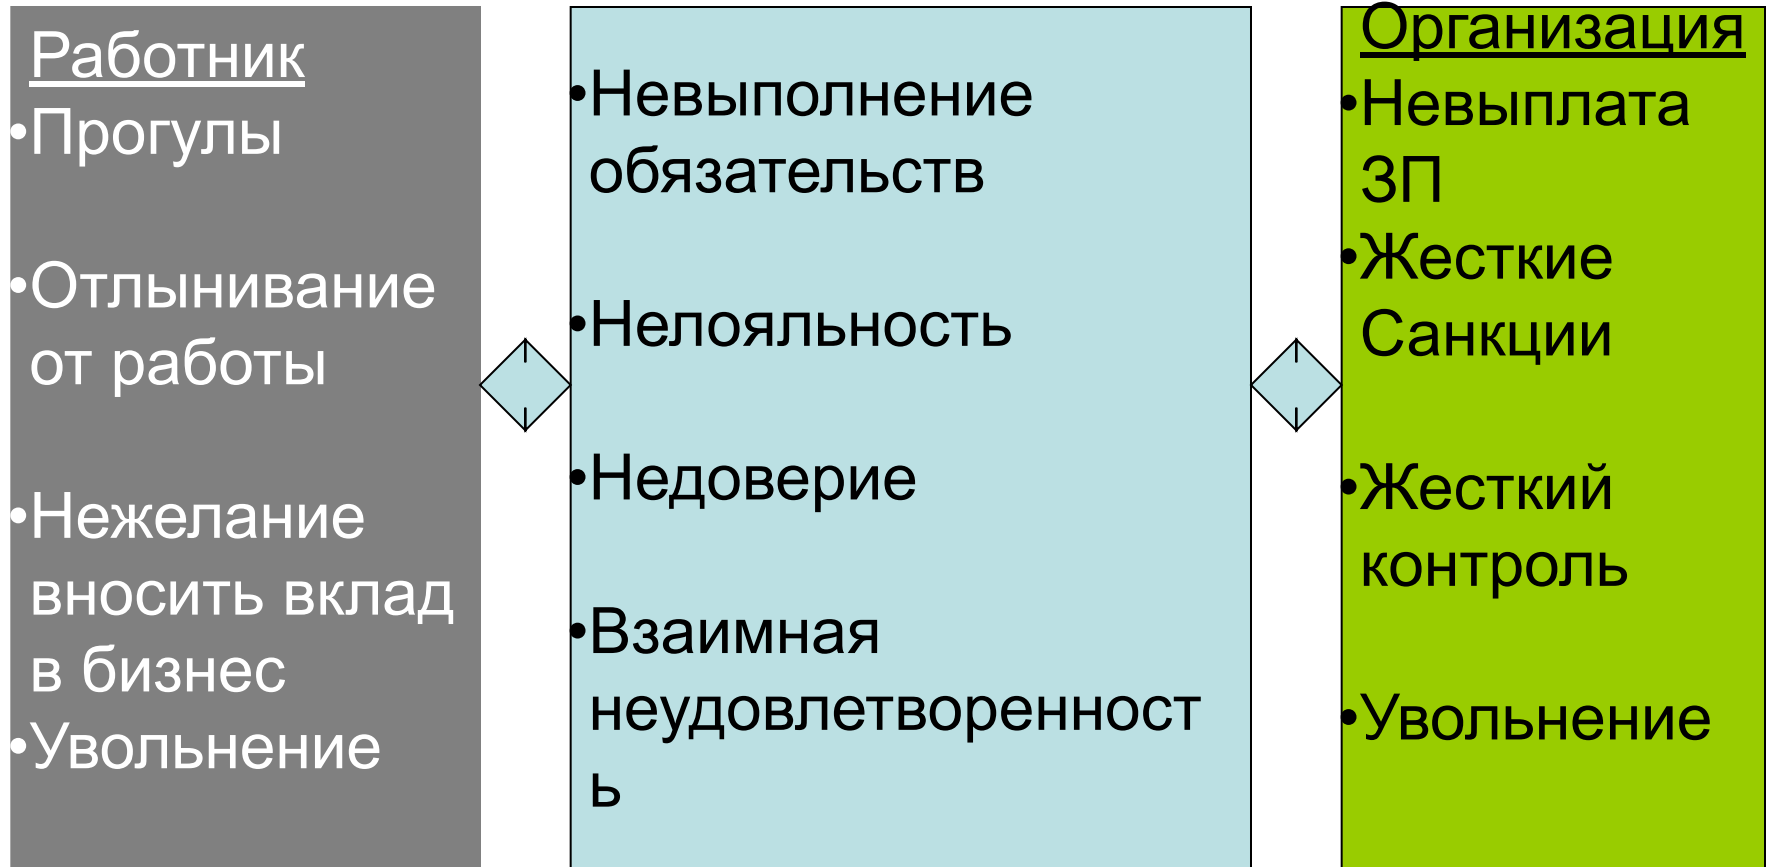 Работник
•Прогулы
•Отлынивание
от работы
•Нежелание
вносить вклад
в бизнес
•Увольнение
•Невыполнение
обязательств
•Нелояльность
•Недоверие
•Взаимная
неудовлетворенност
ь
Организация
•Невыплата
ЗП
•Жесткие
Санкции
•Жесткий
контроль
•Увольнение